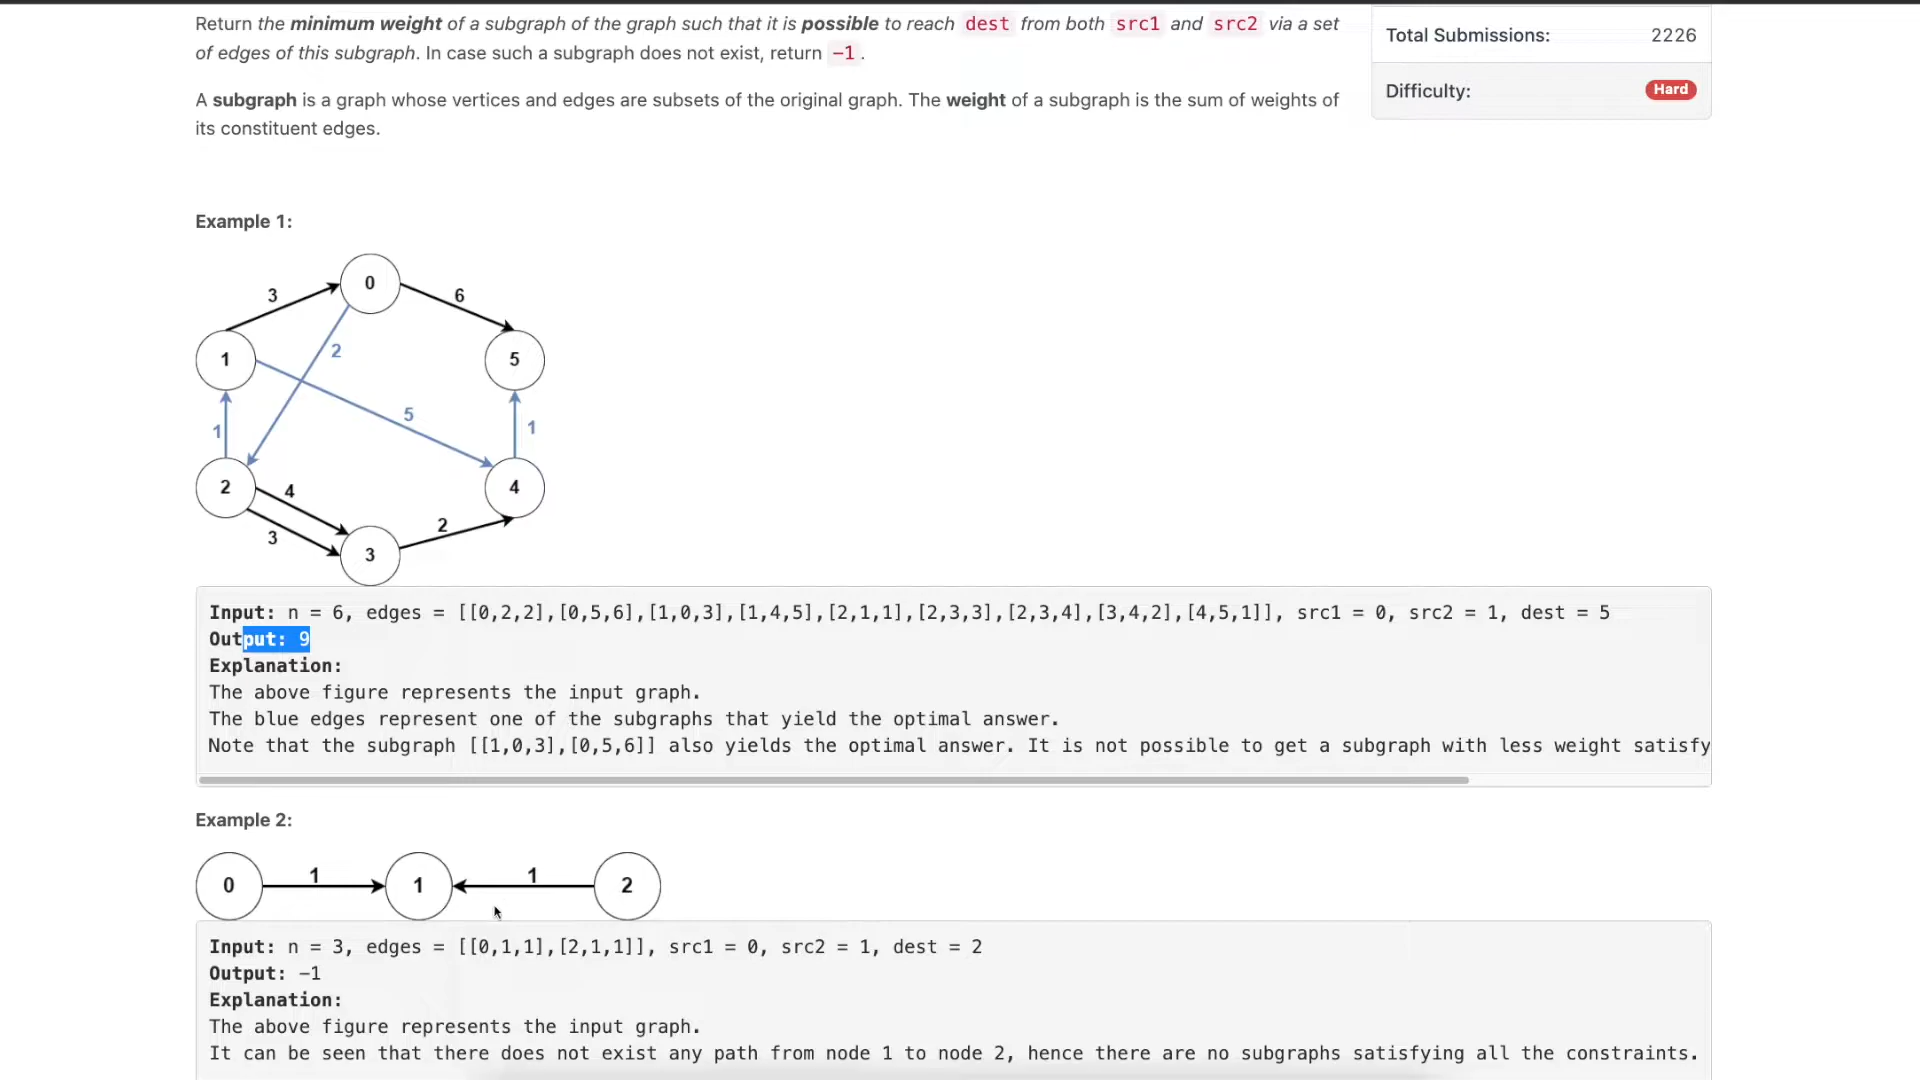 Return the minimum weight of a subgraph of the graph such that it is possible to reach dest from both src1 and src2 via a set
of edges of this subgraph. In case such a subgraph does not exist, return -1 .
A subgraph is a graph whose vertices and edges are subsets of the original graph. The weight of a subgraph is the sum of weights of
its constituent edges.
Total Submissions: 2226
Difficulty: Hard
Example 1:
0
3
6
1
2
5
5
1
1
2
4
4
3
2
3
Input: n = 6, edges = [[0,2,2],[0,5,6],[1,0,3],[1,4,5],[2,1,1],[2,3,3],[2,3,4],[3,4,2],[4,5,1]], src1 = 0, src2 = 1, dest = 5
Output: 9
Explanation:
The above figure represents the input graph.
The blue edges represent one of the subgraphs that yield the optimal answer.
Note that the subgraph [[1,0,3],[0,5,6]] also yields the optimal answer. It is not possible to get a subgraph with less weight satisfy
Example 2:
0 1 1 1 2
Input: n = 3, edges = [[0,1,1],[2,1,1]], src1 = 0, src2 = 1, dest = 2
Output: -1
Explanation:
The above figure represents the input graph.
It can be seen that there does not exist any path from node 1 to node 2, hence there are no subgraphs satisfying all the constraints.